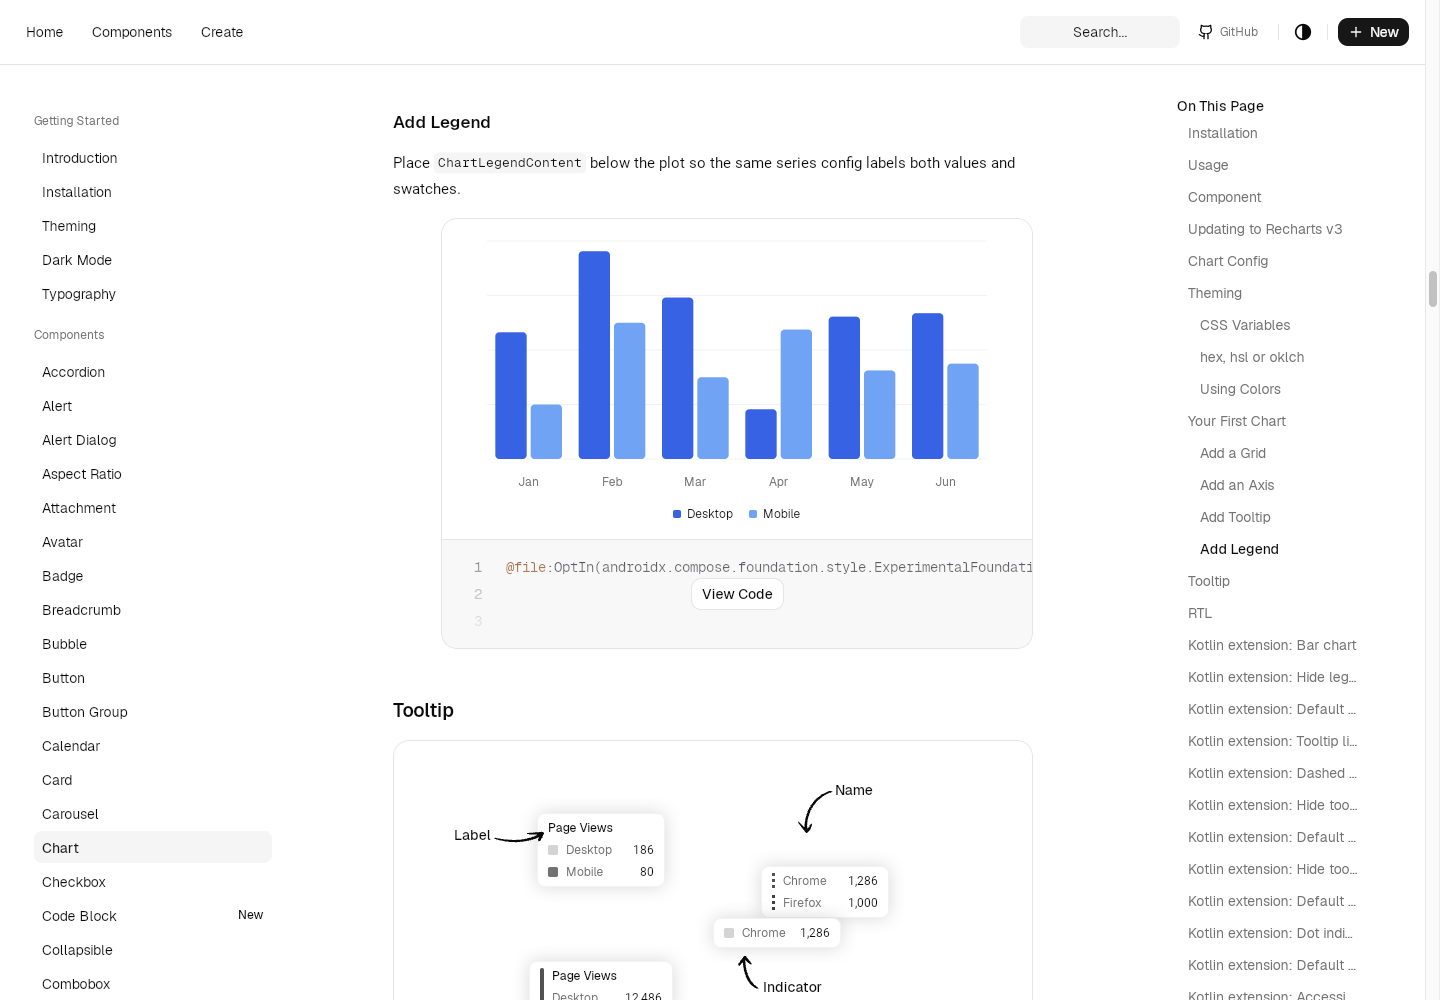 Home
Components
Create
Search...
GitHub
New
Getting Started
Introduction
Installation
Theming
Dark Mode
Typography
Components
Accordion
Alert
Alert Dialog
Aspect Ratio
Attachment
Avatar
Badge
Breadcrumb
Bubble
Button
Button Group
Calendar
Card
Carousel
Chart
Checkbox
Code Block New
Collapsible
Combobox
Add Legend
Place ChartLegendContent below the plot so the same series config labels both values and
swatches.
Jan Feb Mar Apr May Jun
Desktop Mobile
1 @file:OptIn(androidx.compose.foundation.style.ExperimentalFoundati
2
View Code
3
Tooltip
Label
Page Views
Desktop 186
Mobile 80
Name
Chrome 1,286
Firefox 1,000
Chrome 1,286
Indicator
Page Views
Desktop 12,486
On This Page
Installation
Usage
Component
Updating to Recharts v3
Chart Config
Theming
CSS Variables
hex, hsl or oklch
Using Colors
Your First Chart
Add a Grid
Add an Axis
Add Tooltip
Add Legend
Tooltip
RTL
Kotlin extension: Bar chart
Kotlin extension: Hide leg...
Kotlin extension: Default ...
Kotlin extension: Tooltip li...
Kotlin extension: Dashed ...
Kotlin extension: Hide too...
Kotlin extension: Default ...
Kotlin extension: Hide too...
Kotlin extension: Default ...
Kotlin extension: Dot indi...
Kotlin extension: Default ...
Kotlin extension: Accessi...